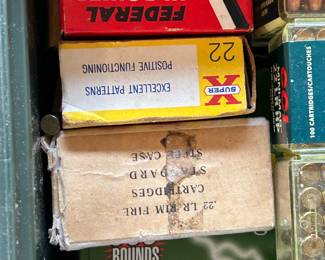 FEDERAL
22
SUPER
X
EXCELLENT PATTERNS
POSITIVE FUNCTIONING
.22 LR RIM FIRE
CARTRIDGES
STANDARD
STEEL CASE
100 CARTRIDGES/CARTOUCHES
ROUNDS